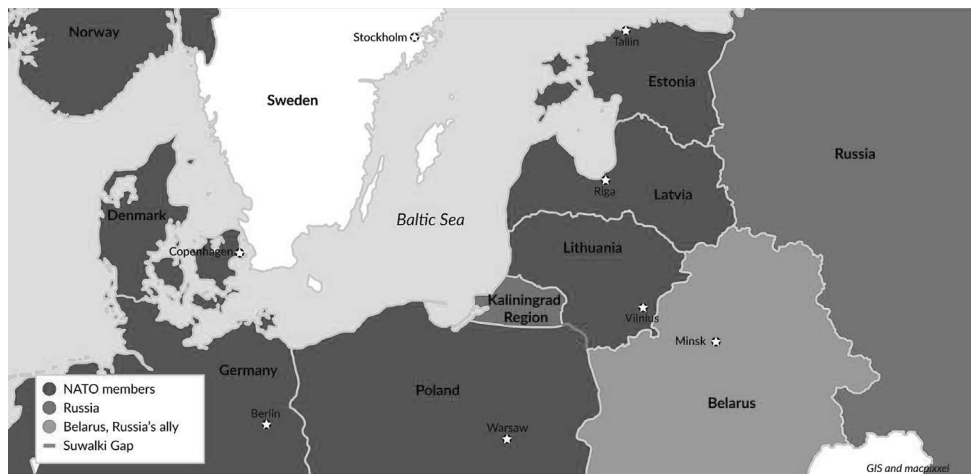 Norway
Stockholm
Tallin
Sweden
Estonia
Russia
Riga
Latvia
Baltic Sea
Denmark
Copenhagen
Lithuania
Kaliningrad
Region
Vilnius
Minsk
Germany
Poland
Belarus
Berlin
Warsaw
NATO members
Russia
Belarus, Russia's ally
Suwalki Gap
GIS and macpixxel